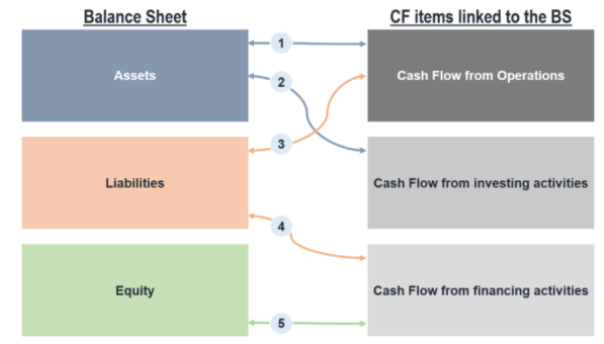 Balance Sheet
CF items linked to the BS
1
Assets
2
Cash Flow from Operations
3
Liabilities
Cash Flow from investing activities
4
Equity
Cash Flow from financing activities
5